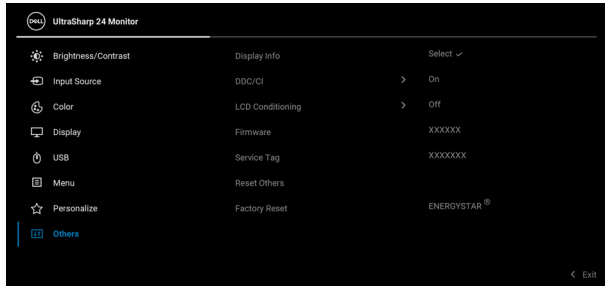 DELL UltraSharp 24 Monitor
Brightness/Contrast Display Info Select ✓
Input Source DDC/CI > On
Color LCD Conditioning > Off
Display Firmware XXXXXX
USB Service Tag XXXXXXX
Menu Reset Others
Personalize Factory Reset ENERGYSTAR ®
Others
< Exit